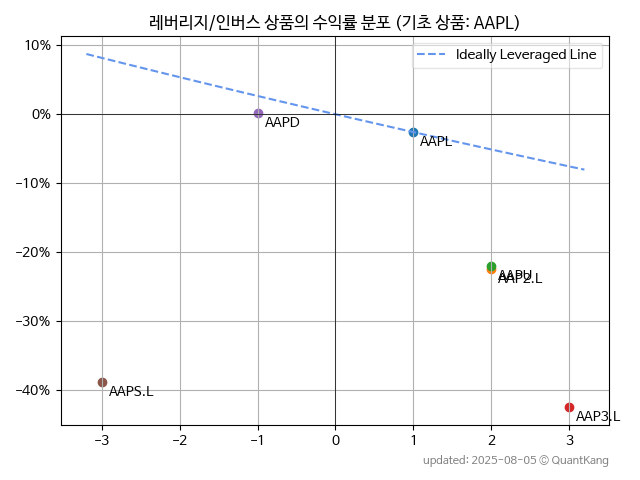 레버리지/인버스 상품의 수익률 분포 (기초 상품: AAPL)
10%
Ideally Leveraged Line
0%
AAPD
AAPL
−10%
−20%
AAPU
AAP2.L
−30%
−40%
AAPS.L
AAP3.L
−3
−2
−1
0
1
2
3
updated: 2025-08-05 © QuantKang